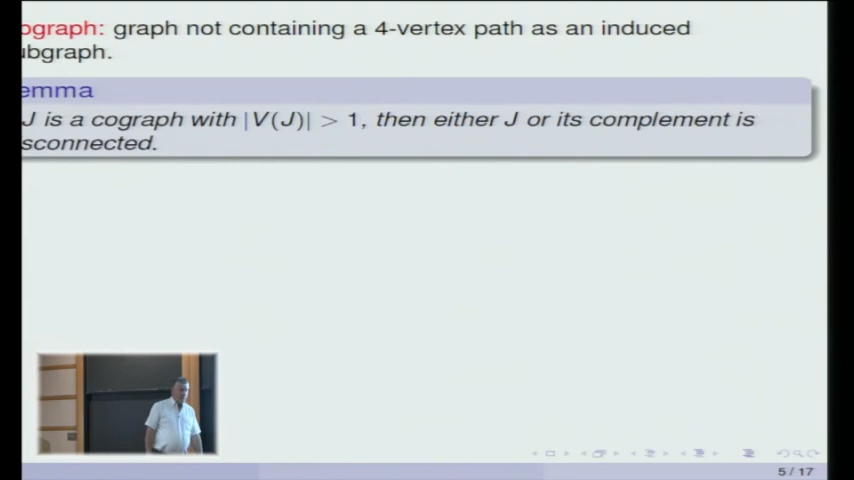 ograph: graph not containing a 4-vertex path as an induced
ubgraph.
emma
J is a cograph with |V(J)| > 1, then either J or its complement is
sconnected.
5 / 17